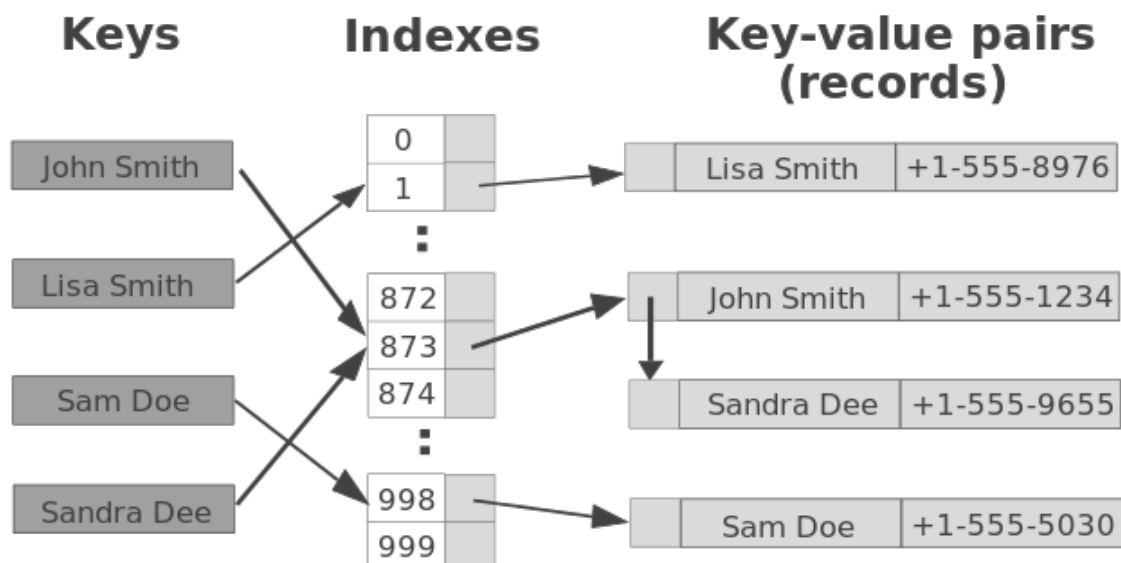 Keys
Indexes
Key-value pairs
(records)
John Smith
Lisa Smith
Sam Doe
Sandra Dee
0
1
:
872
873
874
:
998
999
Lisa Smith +1-555-8976
John Smith +1-555-1234
Sandra Dee +1-555-9655
Sam Doe +1-555-5030